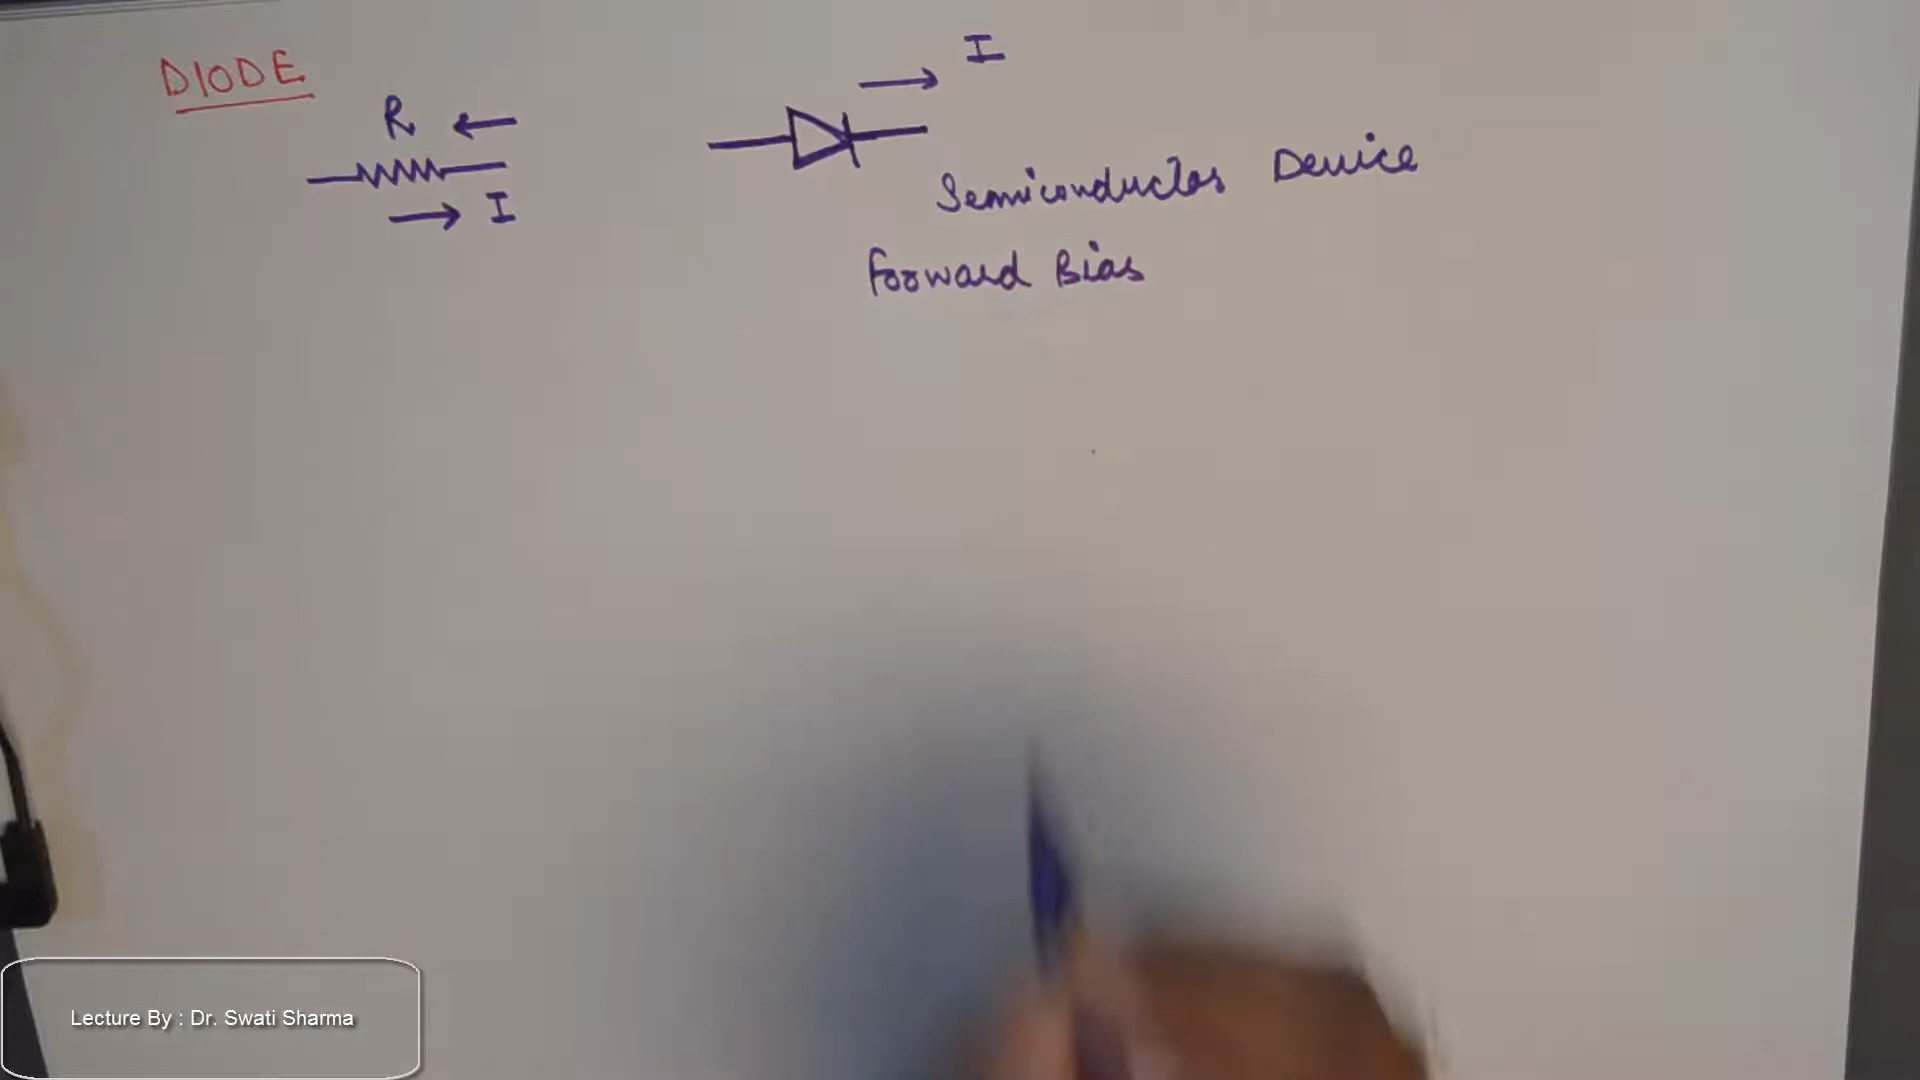 DIODE
R
I
I
Semiconductor Device
Forward Bias
Lecture By : Dr. Swati Sharma